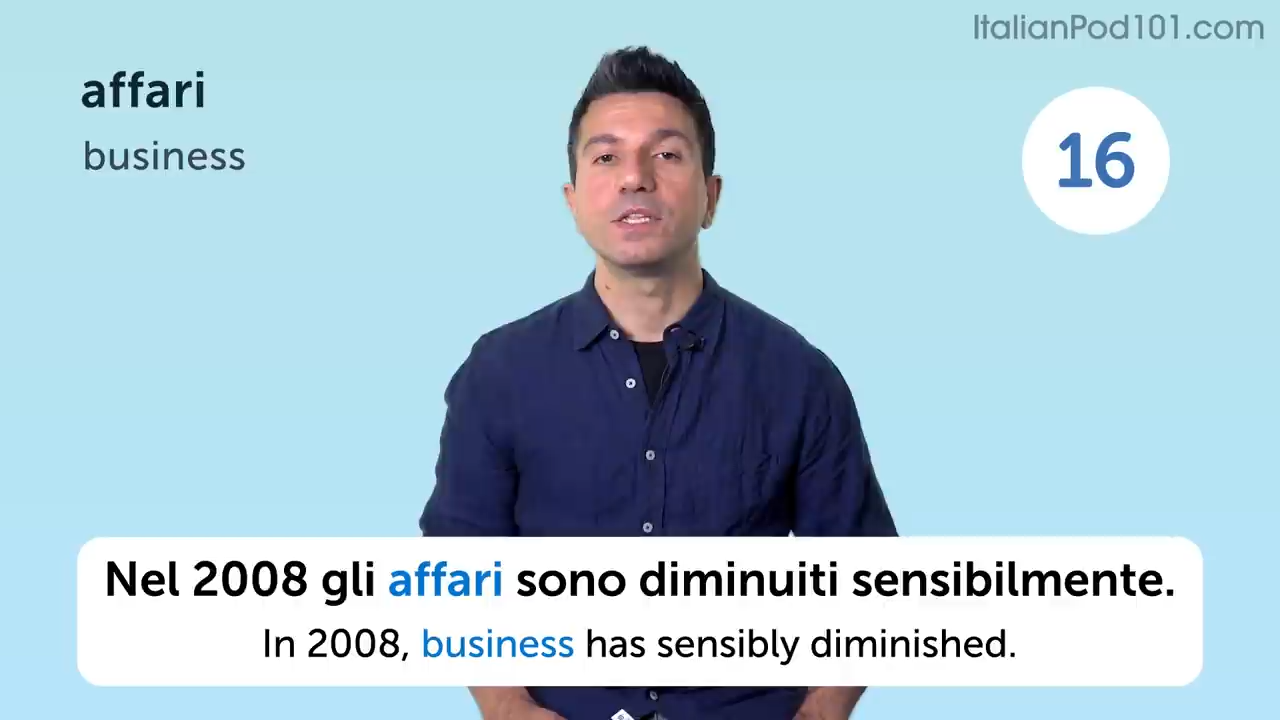 ItalianPod101.com
affari
business
16
Nel 2008 gli affari sono diminuiti sensibilmente.
In 2008, business has sensibly diminished.